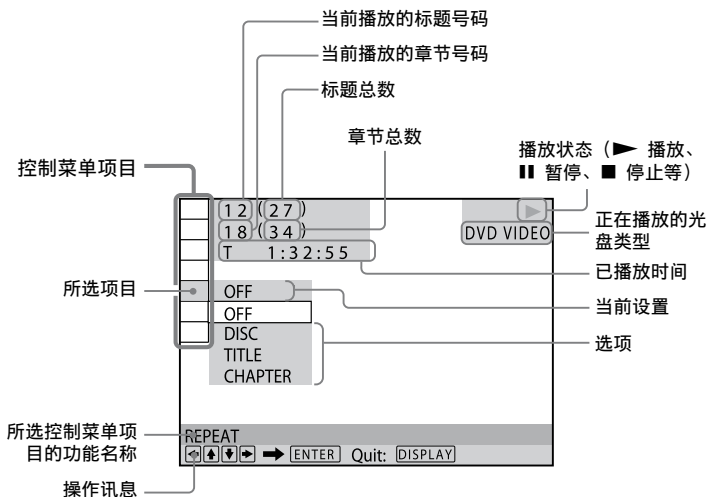 当前播放的标题号码
当前播放的章节号码
标题总数
章节总数
播放状态（► 播放、
II 暂停、■ 停止等）
控制菜单项目
12(27)
18(34)
T 1:32:55
DVD VIDEO
正在播放的光
盘类型
已播放时间
所选项目
OFF
当前设置
OFF
DISC
TITLE
CHAPTER
选项
所选控制菜单项
目的功能名称
REPEAT
ENTER Quit: DISPLAY
操作讯息